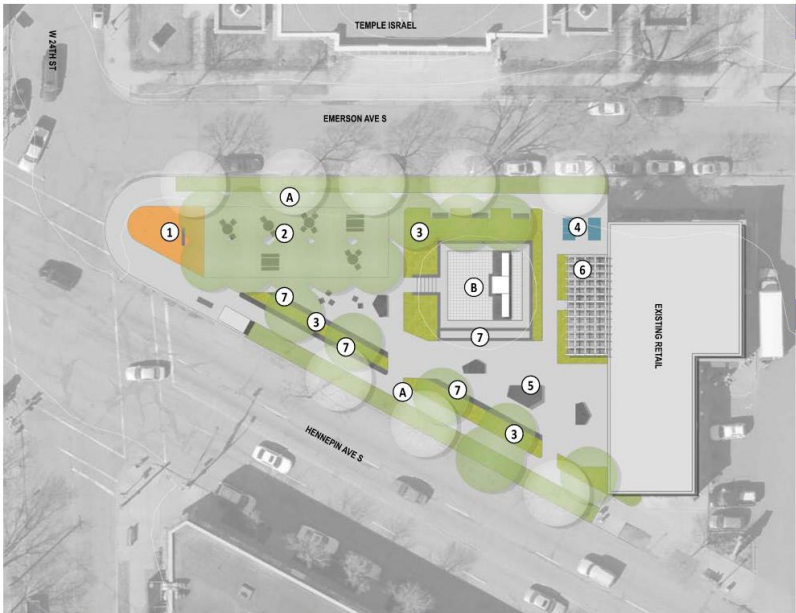 TEMPLE ISRAEL
W 24TH ST
EMERSON AVE S
A
1
2
3
4
6
B
7
3
7
7
EXISTING RETAIL
A
7
5
3
HENNEPIN AVE S